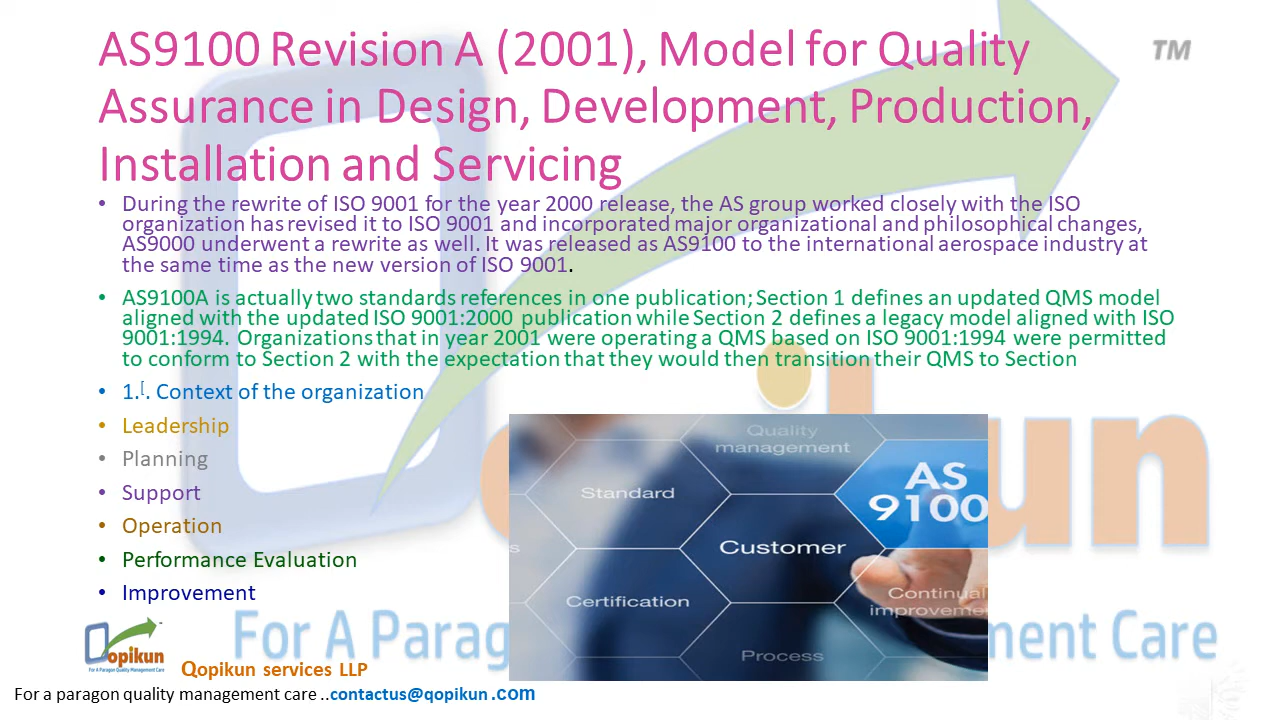 AS9100 Revision A (2001), Model for Quality
Assurance in Design, Development, Production,
Installation and Servicing
TM
• During the rewrite of ISO 9001 for the year 2000 release, the AS group worked closely with the ISO
organization has revised it to ISO 9001 and incorporated major organizational and philosophical changes,
AS9000 underwent a rewrite as well. It was released as AS9100 to the international aerospace industry at
the same time as the new version of ISO 9001.
• AS9100A is actually two standards references in one publication; Section 1 defines an updated QMS model
aligned with the updated ISO 9001:2000 publication while Section 2 defines a legacy model aligned with ISO
9001:1994. Organizations that in year 2001 were operating a QMS based on ISO 9001:1994 were permitted
to conform to Section 2 with the expectation that they would then transition their QMS to Section
• 1.[. Context of the organization
• Leadership
• Planning
• Support
• Operation
• Performance Evaluation
• Improvement
Quality
management
AS
9100
Standard
Customer
Certification
Continual
improveme
Process
kun
For A Parag
ment Care
opikun
For A Paragon Quality Management Care
Qopikun services LLP
For a paragon quality management care ..contactus@qopikun .com